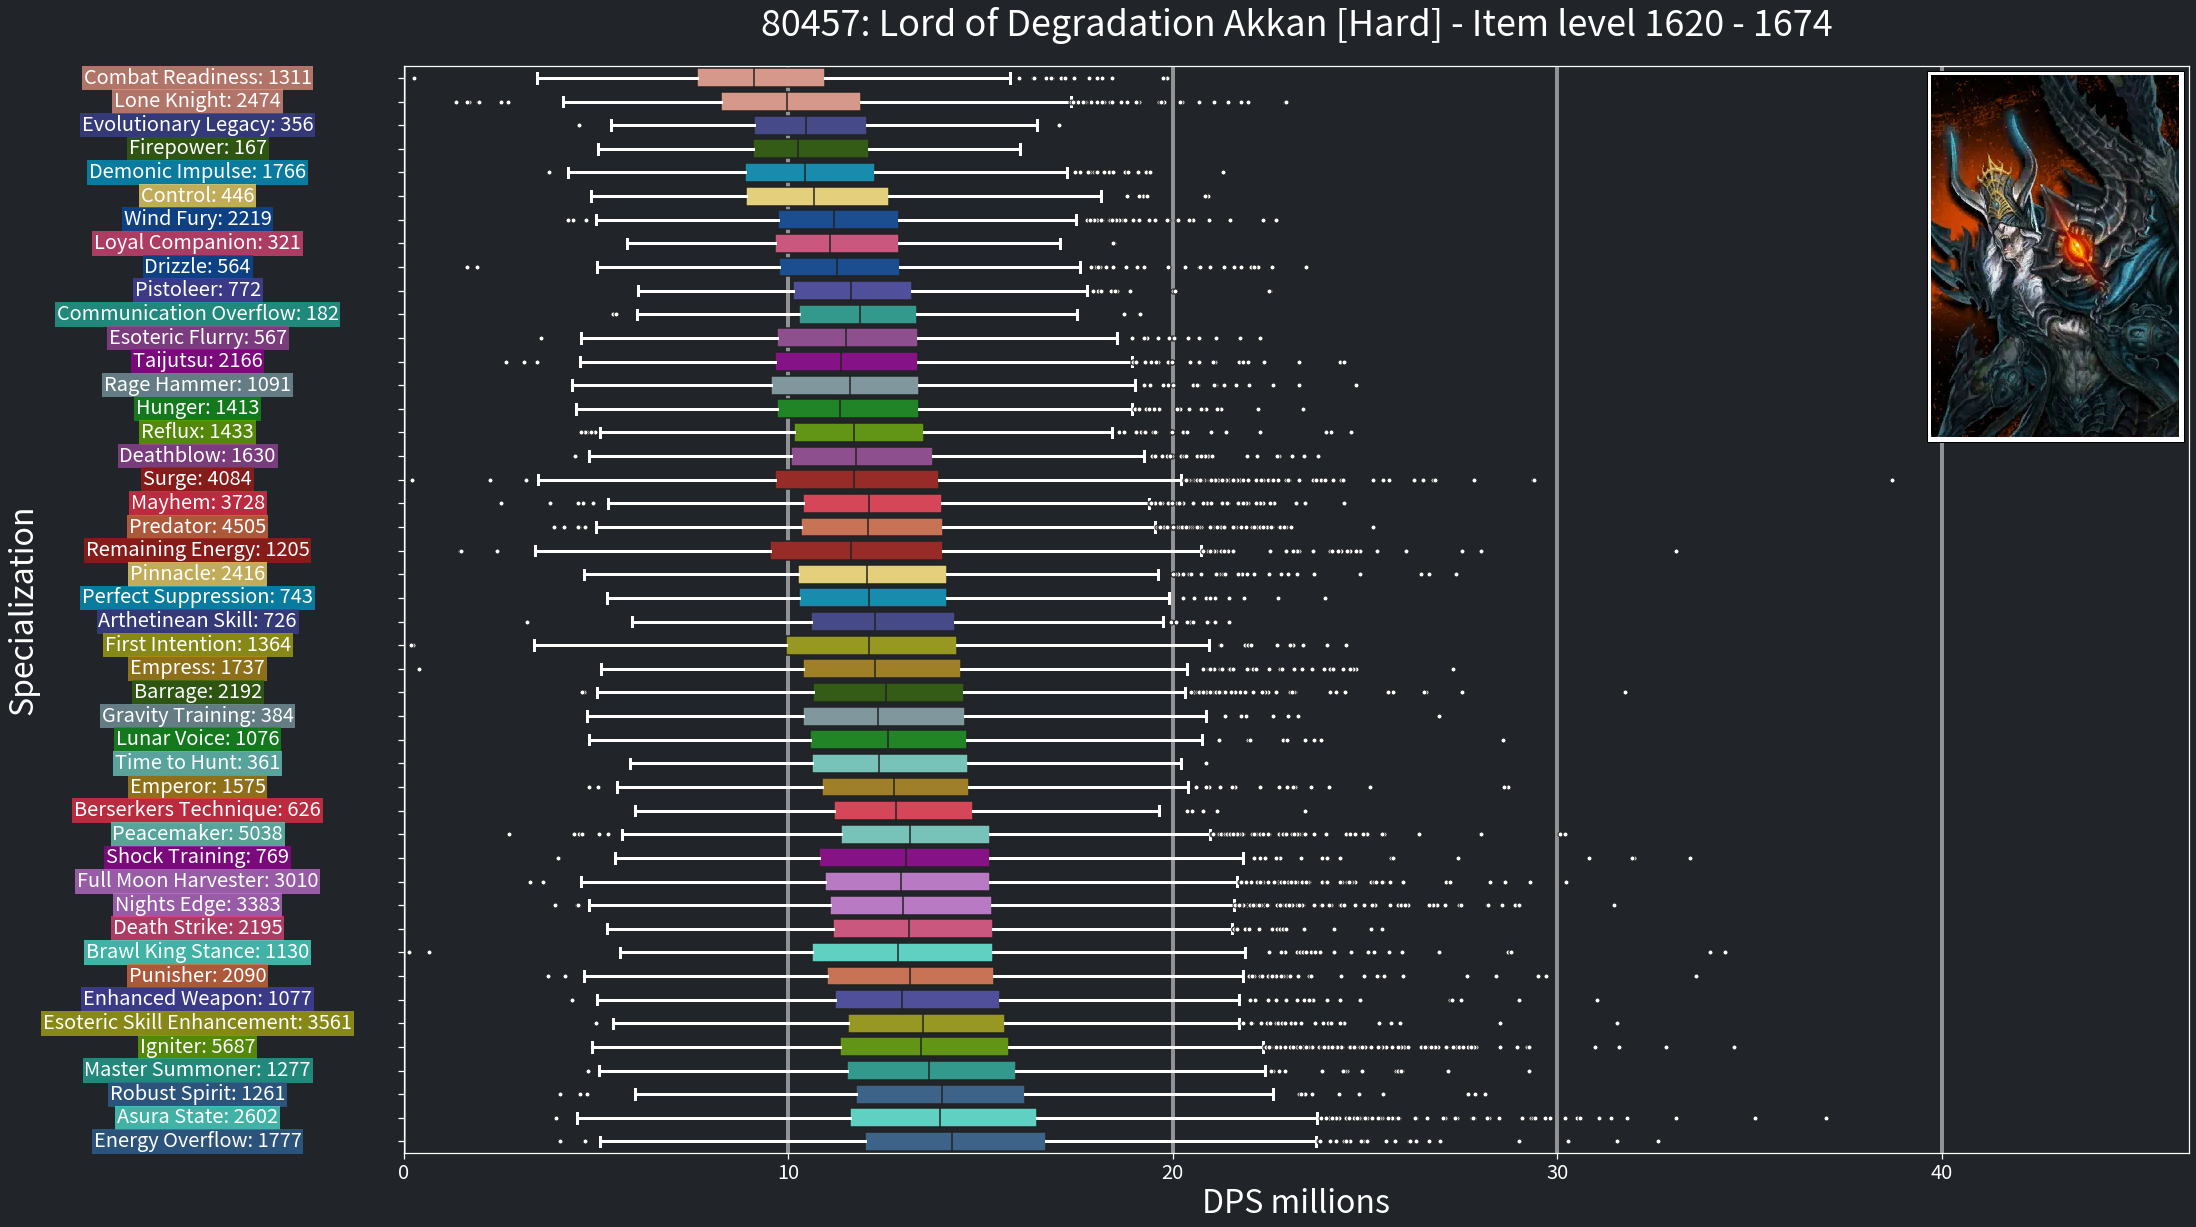 80457: Lord of Degradation Akkan [Hard] - Item level 1620 - 1674
Specialization
Combat Readiness: 1311
Lone Knight: 2474
Evolutionary Legacy: 356
Firepower: 167
Demonic Impulse: 1766
Control: 446
Wind Fury: 2219
Loyal Companion: 321
Drizzle: 564
Pistoleer: 772
Communication Overflow: 182
Esoteric Flurry: 567
Taijutsu: 2166
Rage Hammer: 1091
Hunger: 1413
Reflux: 1433
Deathblow: 1630
Surge: 4084
Mayhem: 3728
Predator: 4505
Remaining Energy: 1205
Pinnacle: 2416
Perfect Suppression: 743
Arthetinean Skill: 726
First Intention: 1364
Empress: 1737
Barrage: 2192
Gravity Training: 384
Lunar Voice: 1076
Time to Hunt: 361
Emperor: 1575
Berserkers Technique: 626
Peacemaker: 5038
Shock Training: 769
Full Moon Harvester: 3010
Nights Edge: 3383
Death Strike: 2195
Brawl King Stance: 1130
Punisher: 2090
Enhanced Weapon: 1077
Esoteric Skill Enhancement: 3561
Igniter: 5687
Master Summoner: 1277
Robust Spirit: 1261
Asura State: 2602
Energy Overflow: 1777
0 10 20 30 40
DPS millions